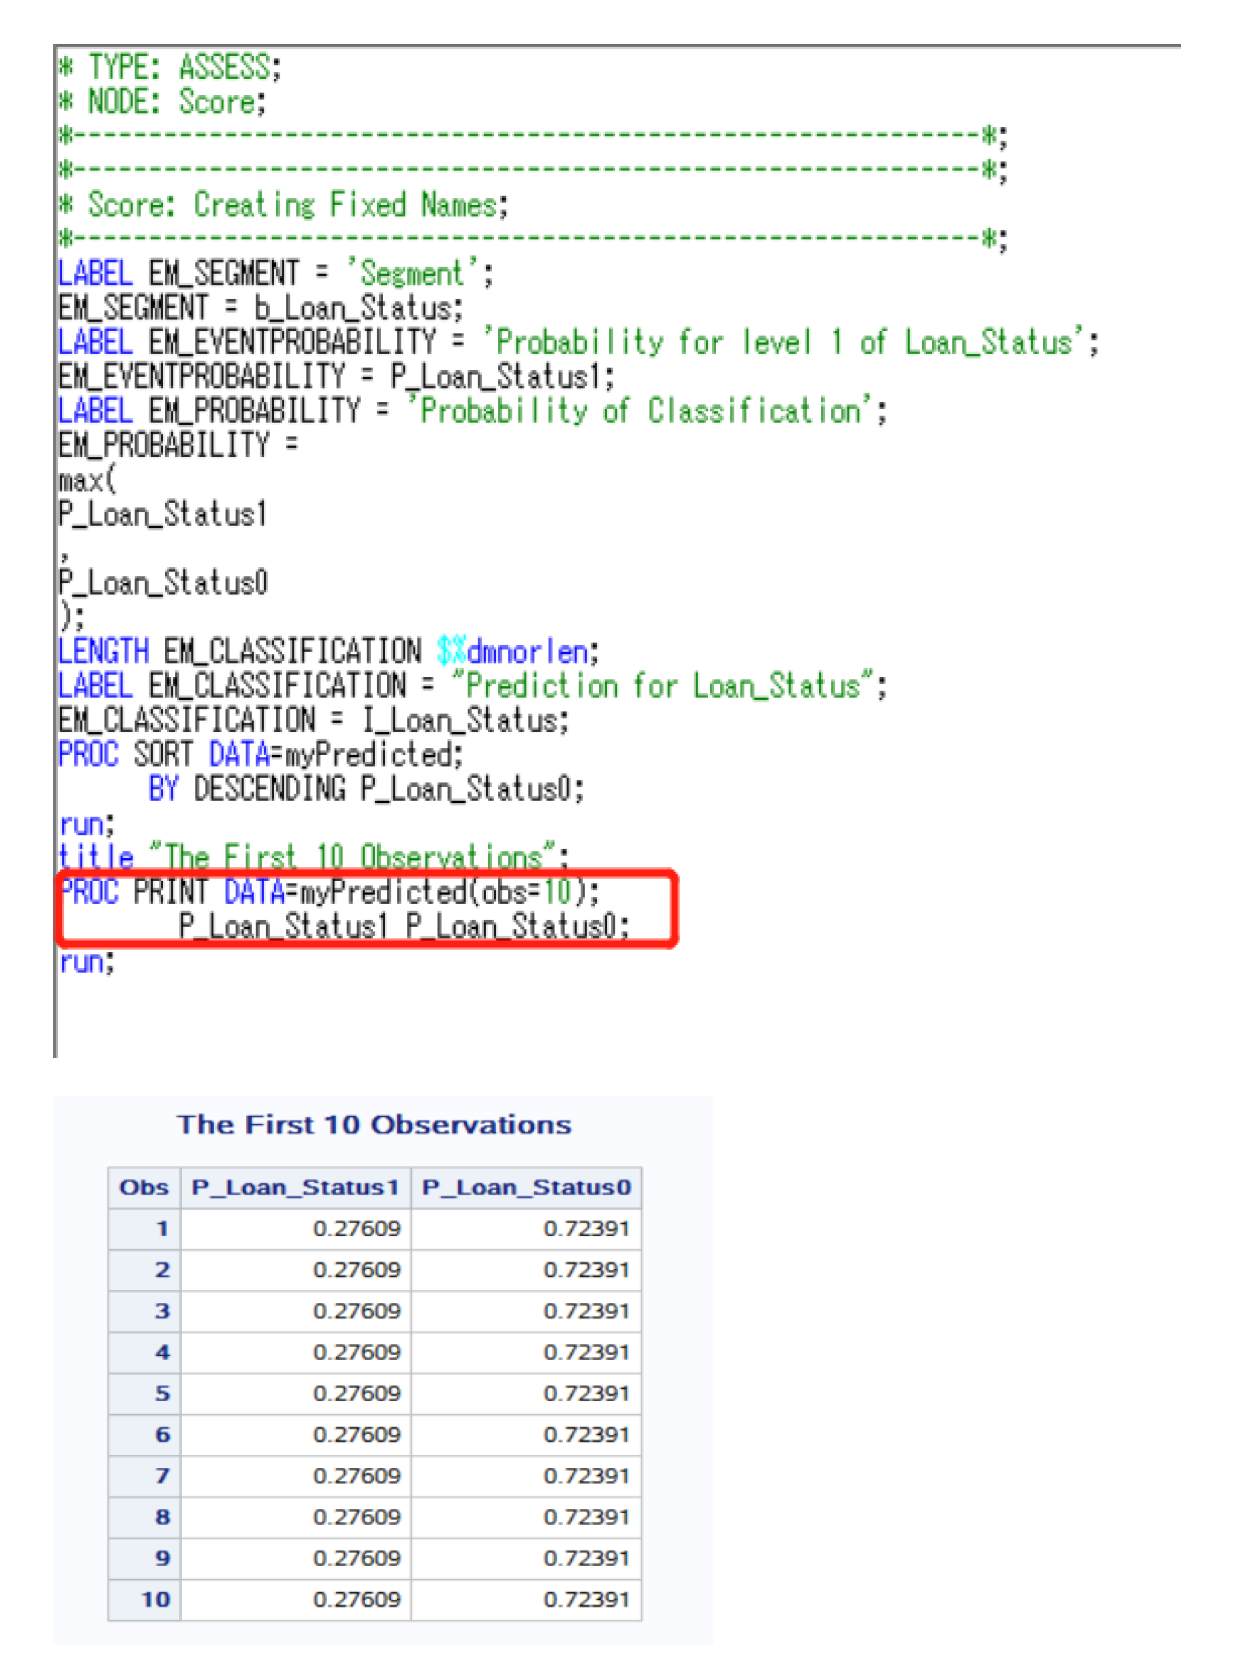 * TYPE: ASSESS;
* NODE: Score;
*------------------------------------------------------------*;
*------------------------------------------------------------*;
* Score: Creating Fixed Names;
*------------------------------------------------------------*;
LABEL EM_SEGMENT = 'Segment';
EM_SEGMENT = b_Loan_Status;
LABEL EM_EVENTPROBABILITY = 'Probability for level 1 of Loan_Status';
EM_EVENTPROBABILITY = P_Loan_Status1;
LABEL EM_PROBABILITY = 'Probability of Classification';
EM_PROBABILITY =
max(
P_Loan_Status1
,
P_Loan_Status0
);
LENGTH EM_CLASSIFICATION $%dmnorlen;
LABEL EM_CLASSIFICATION = "Prediction for Loan_Status";
EM_CLASSIFICATION = I_Loan_Status;
PROC SORT DATA=myPredicted;
BY DESCENDING P_Loan_Status0;
run;
title "The First 10 Observations";
PROC PRINT DATA=myPredicted(obs=10);
P_Loan_Status1 P_Loan_Status0;
run;
The First 10 Observations
Obs P_Loan_Status1 P_Loan_Status0
1 0.27609 0.72391
2 0.27609 0.72391
3 0.27609 0.72391
4 0.27609 0.72391
5 0.27609 0.72391
6 0.27609 0.72391
7 0.27609 0.72391
8 0.27609 0.72391
9 0.27609 0.72391
10 0.27609 0.72391